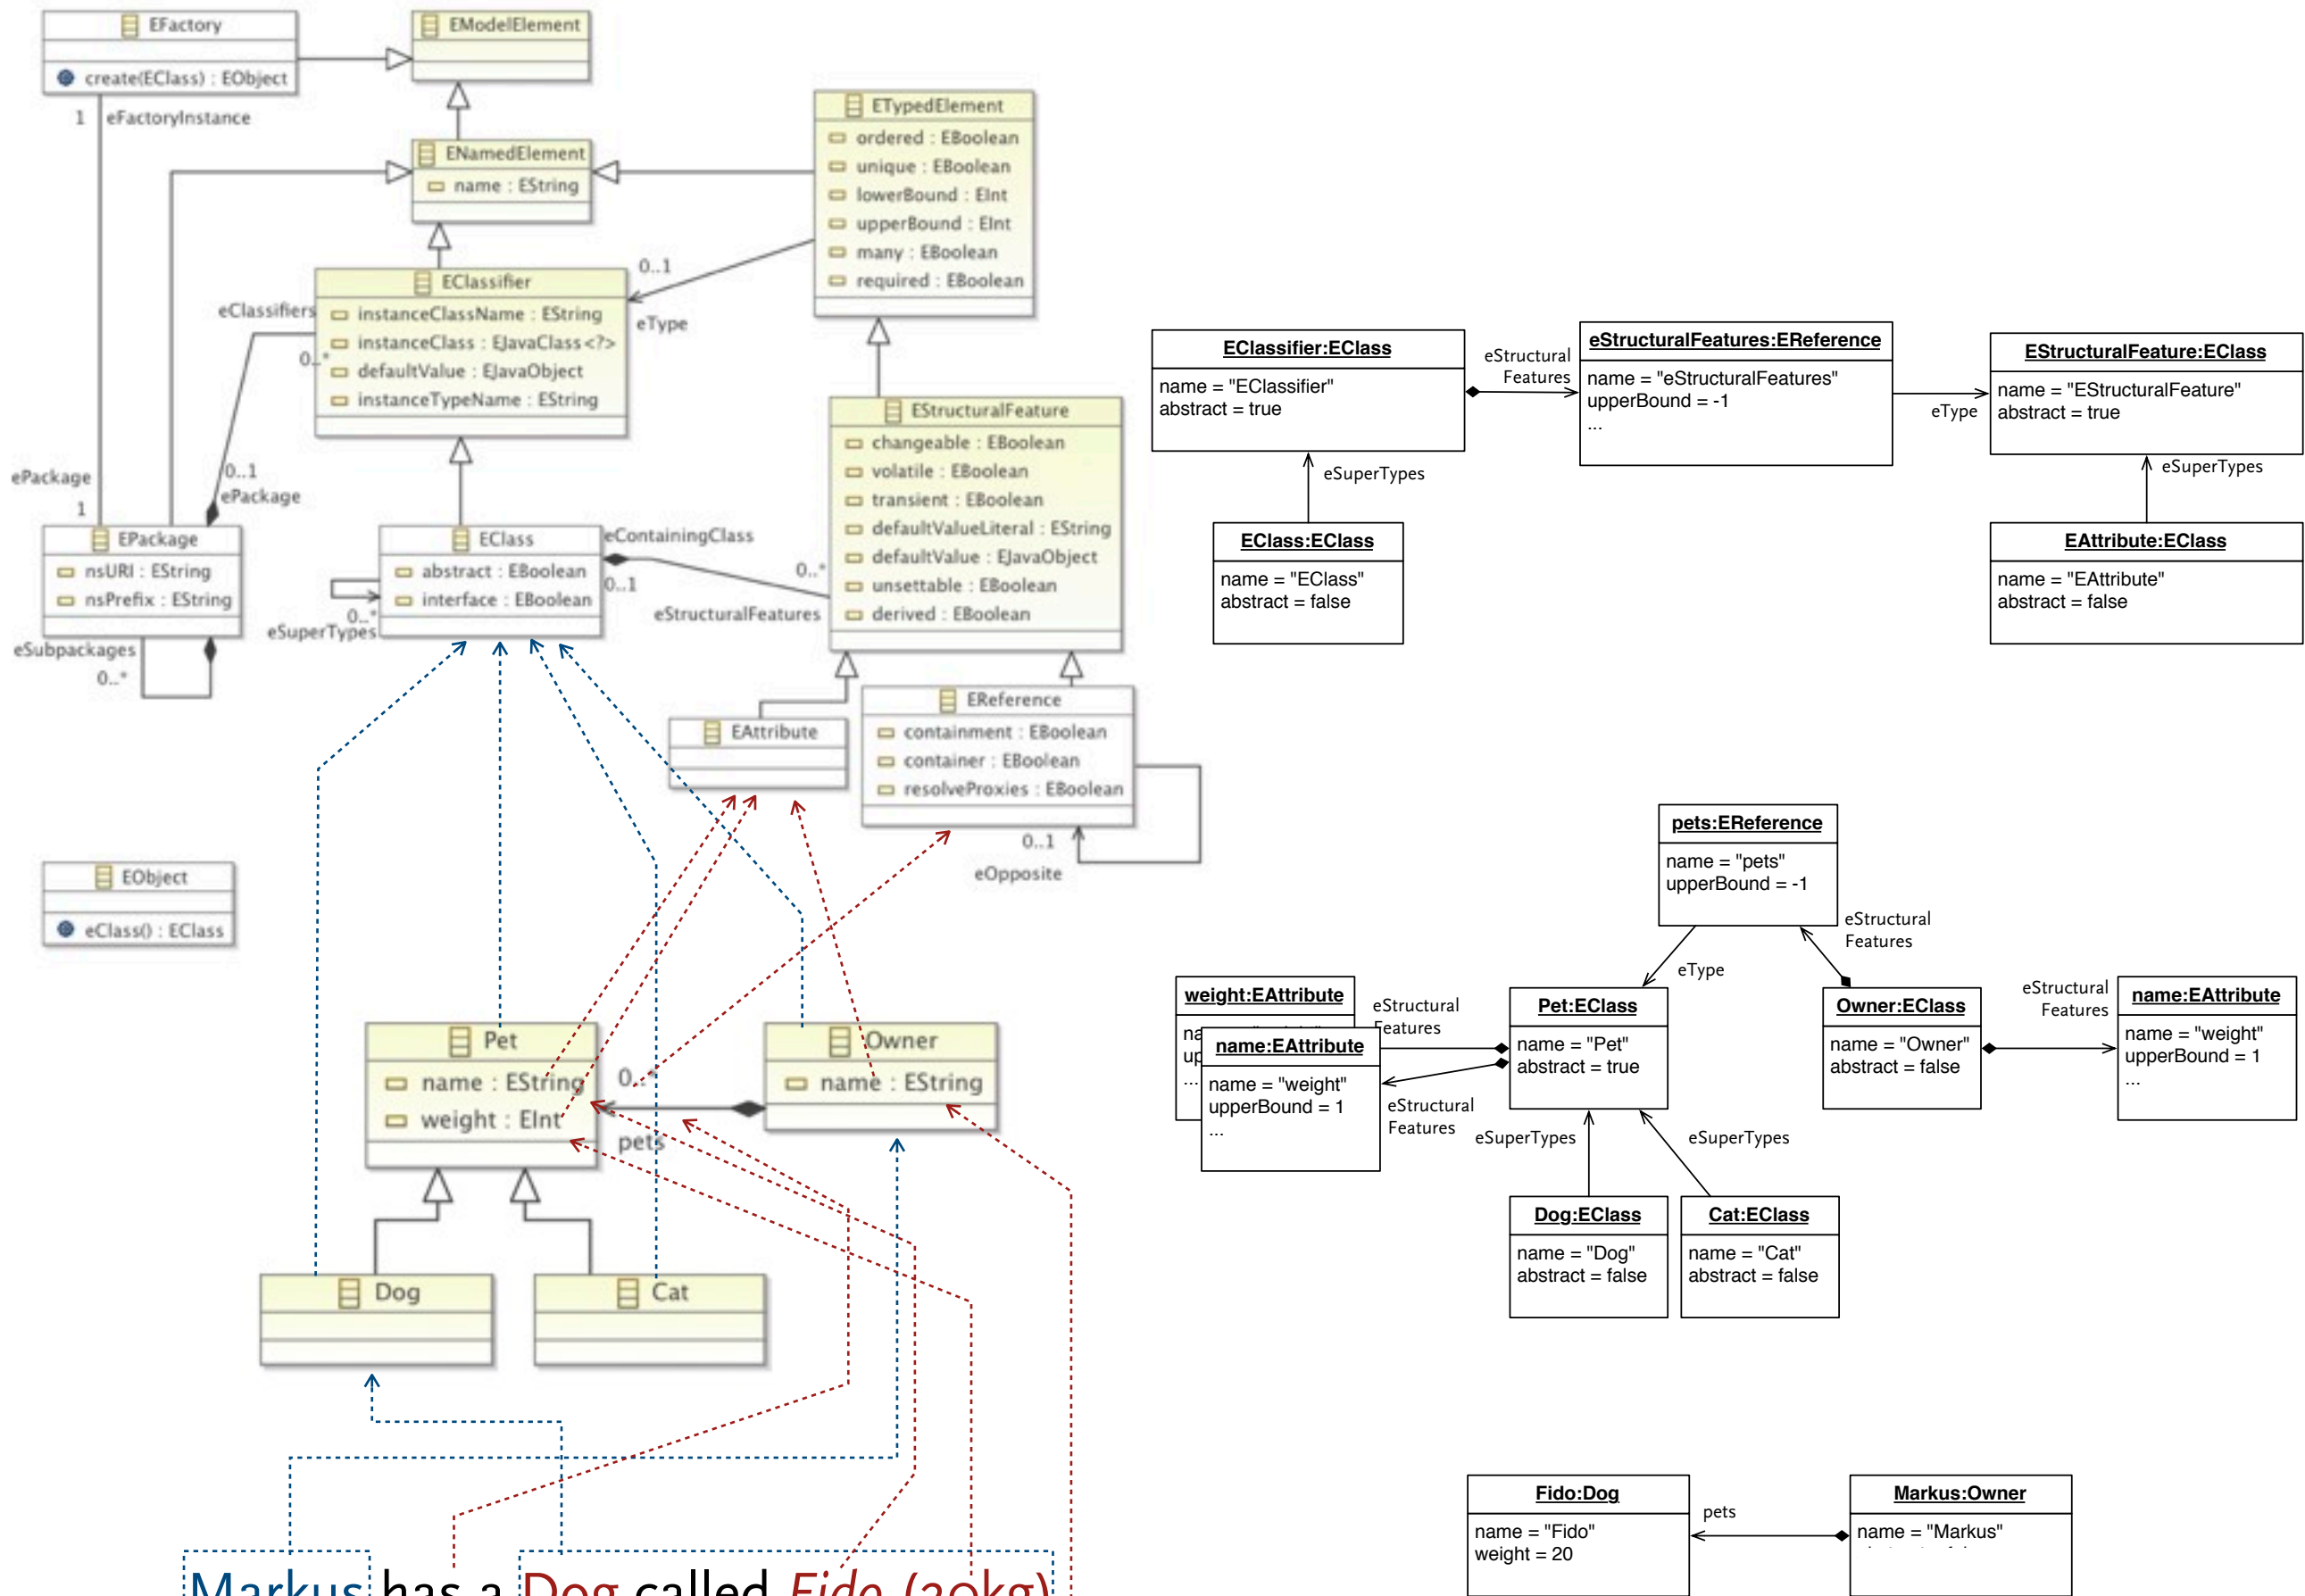 EFactory
create(EClass) : EObject
EModelElement
1 eFactoryInstance
ENamedElement
name : EString
ETypedElement
ordered : EBoolean
unique : EBoolean
lowerBound : EInt
upperBound : EInt
many : EBoolean
required : EBoolean
0..1
eType
EClassifier
instanceClassName : EString
instanceClass : EJavaClass<?>
defaultValue : EJavaObject
instanceTypeName : EString
eClassifiers
0..*
0..1
ePackage
ePackage
1
EPackage
nsURI : EString
nsPrefix : EString
eSubpackages
0..*
EClass
abstract : EBoolean
interface : EBoolean
0..*
eSuperTypes
eContainingClass
0..1
0..*
eStructuralFeatures
EStructuralFeature
changeable : EBoolean
volatile : EBoolean
transient : EBoolean
defaultValueLiteral : EString
defaultValue : EJavaObject
unsettable : EBoolean
derived : EBoolean
EAttribute
EReference
containment : EBoolean
container : EBoolean
resolveProxies : EBoolean
0..1
eOpposite
EObject
eClass() : EClass
Pet
name : EString
weight : EInt
0..*
pets
Owner
name : EString
Dog
Cat
Markus has a Dog called Fido (20kg)
EClassifier:EClass
name = "EClassifier"
abstract = true
eStructural
Features
eStructuralFeatures:EReference
name = "eStructuralFeatures"
upperBound = -1
...
eType
EStructuralFeature:EClass
name = "EStructuralFeature"
abstract = true
eSuperTypes
eSuperTypes
EClass:EClass
name = "EClass"
abstract = false
EAttribute:EClass
name = "EAttribute"
abstract = false
pets:EReference
name = "pets"
upperBound = -1
eStructural
Features
eType
weight:EAttribute
...
name:EAttribute
name = "weight"
upperBound = 1
...
eStructural
Features
eStructural
Features
Pet:EClass
name = "Pet"
abstract = true
Owner:EClass
name = "Owner"
abstract = false
eStructural
Features
name:EAttribute
name = "weight"
upperBound = 1
...
eSuperTypes
eSuperTypes
Dog:EClass
name = "Dog"
abstract = false
Cat:EClass
name = "Cat"
abstract = false
Fido:Dog
name = "Fido"
weight = 20
pets
Markus:Owner
name = "Markus"